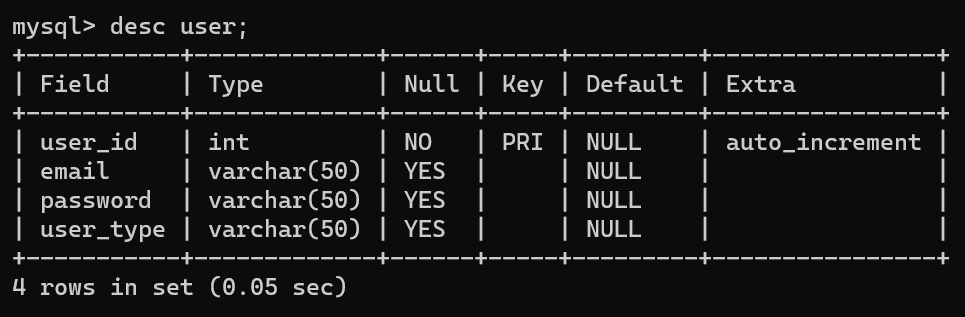 mysql> desc user;
+-----------+-------------+------+-----+---------+----------------+
| Field     | Type        | Null | Key | Default | Extra          |
+-----------+-------------+------+-----+---------+----------------+
| user_id   | int         | NO   | PRI | NULL    | auto_increment |
| email     | varchar(50) | YES  |     | NULL    |                |
| password  | varchar(50) | YES  |     | NULL    |                |
| user_type | varchar(50) | YES  |     | NULL    |                |
+-----------+-------------+------+-----+---------+----------------+
4 rows in set (0.05 sec)